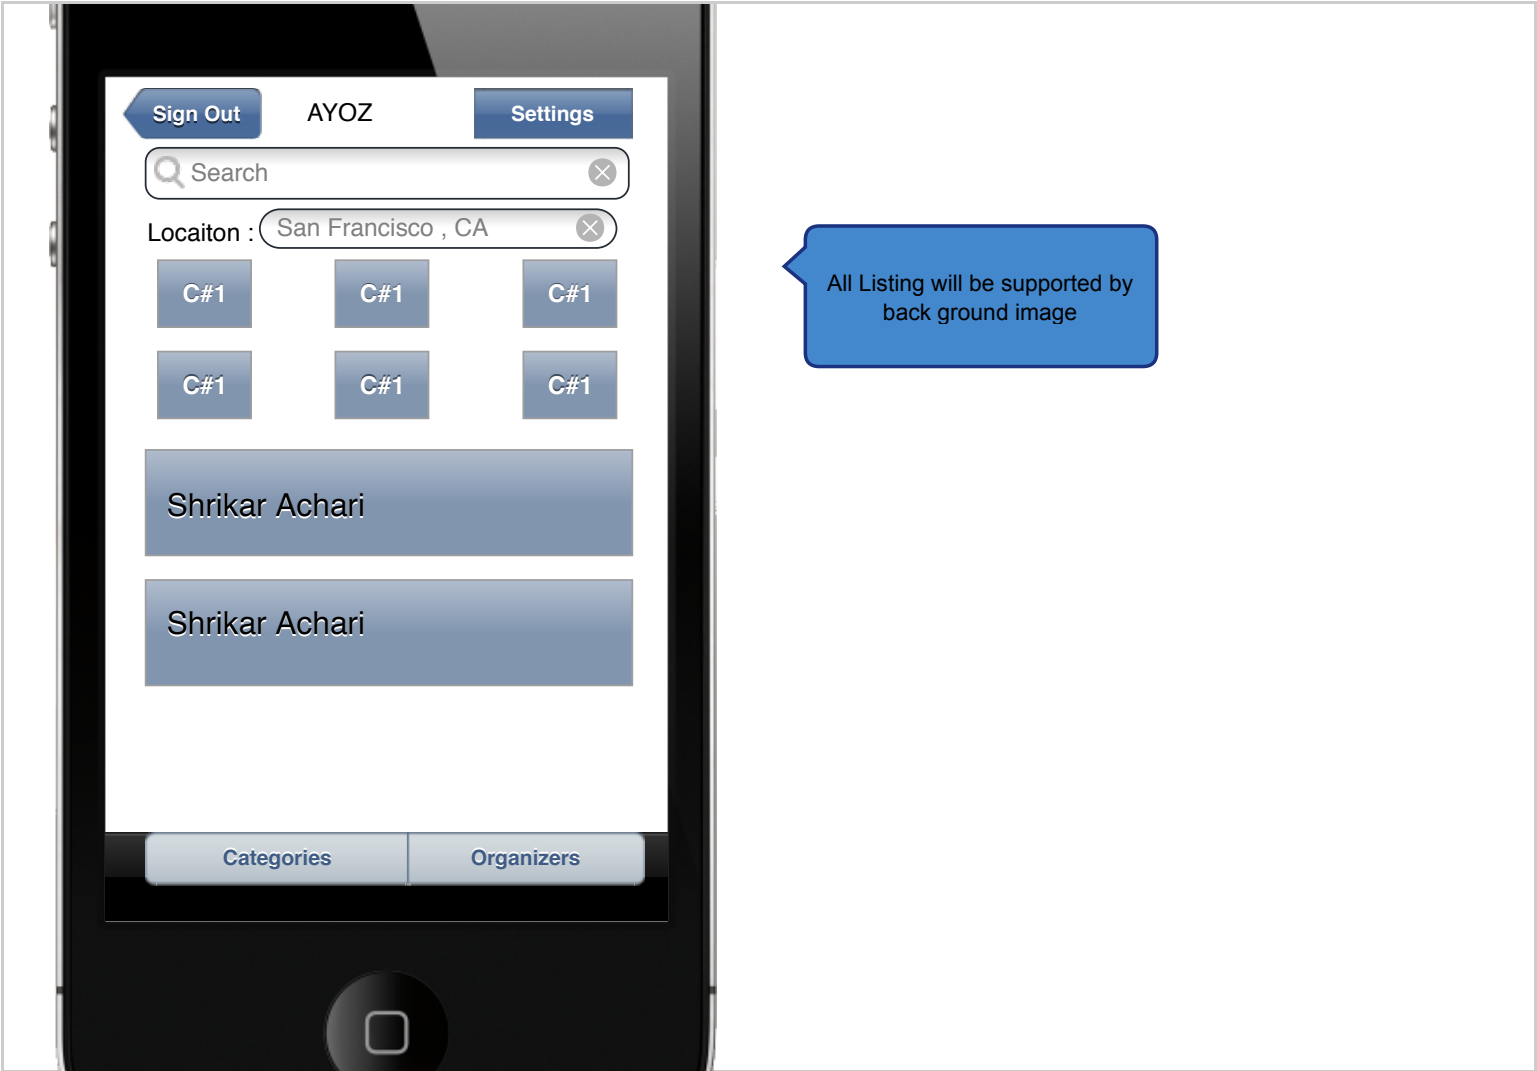 Sign Out AYOZ Settings
Search
Locaiton : San Francisco , CA
C#1 C#1 C#1
C#1 C#1 C#1
Shrikar Achari
Shrikar Achari
Categories Organizers
All Listing will be supported by
back ground image